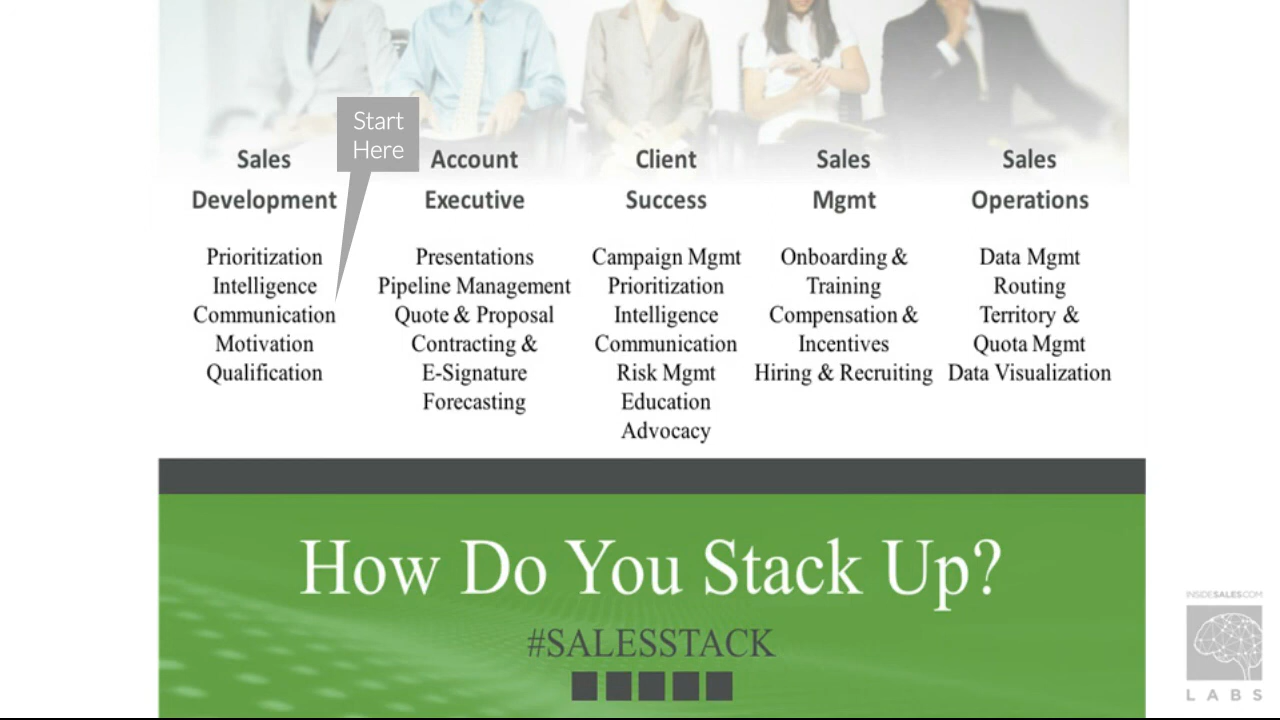 Start
Here
Sales
Development
Prioritization
Intelligence
Communication
Motivation
Qualification
Account
Executive
Presentations
Pipeline Management
Quote & Proposal
Contracting &
E-Signature
Forecasting
Client
Success
Campaign Mgmt
Prioritization
Intelligence
Communication
Risk Mgmt
Education
Advocacy
Sales
Mgmt
Onboarding &
Training
Compensation &
Incentives
Hiring & Recruiting
Sales
Operations
Data Mgmt
Routing
Territory &
Quota Mgmt
Data Visualization
How Do You Stack Up?
#SALESSTACK
INSIDESALES.COM
LABS